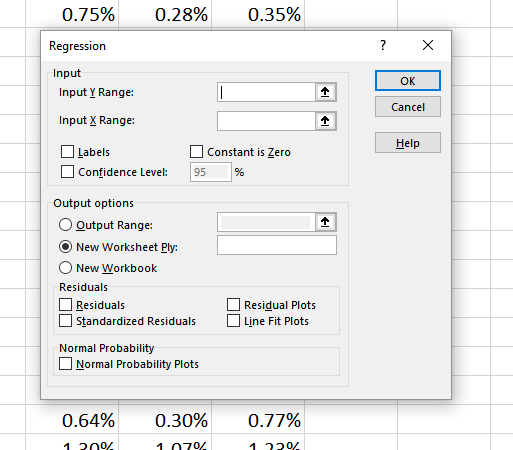 0.75% 0.28% 0.35%
Regression ? ×
Input
Input Y Range:
OK
Input X Range:
Cancel
Labels Constant is Zero
Help
Confidence Level: 95 %
Output options
Output Range:
New Worksheet Ply:
New Workbook
Residuals
Residuals Residual Plots
Standardized Residuals Line Fit Plots
Normal Probability
Normal Probability Plots
0.64% 0.30% 0.77%
1.30% 1.07% 1.23%